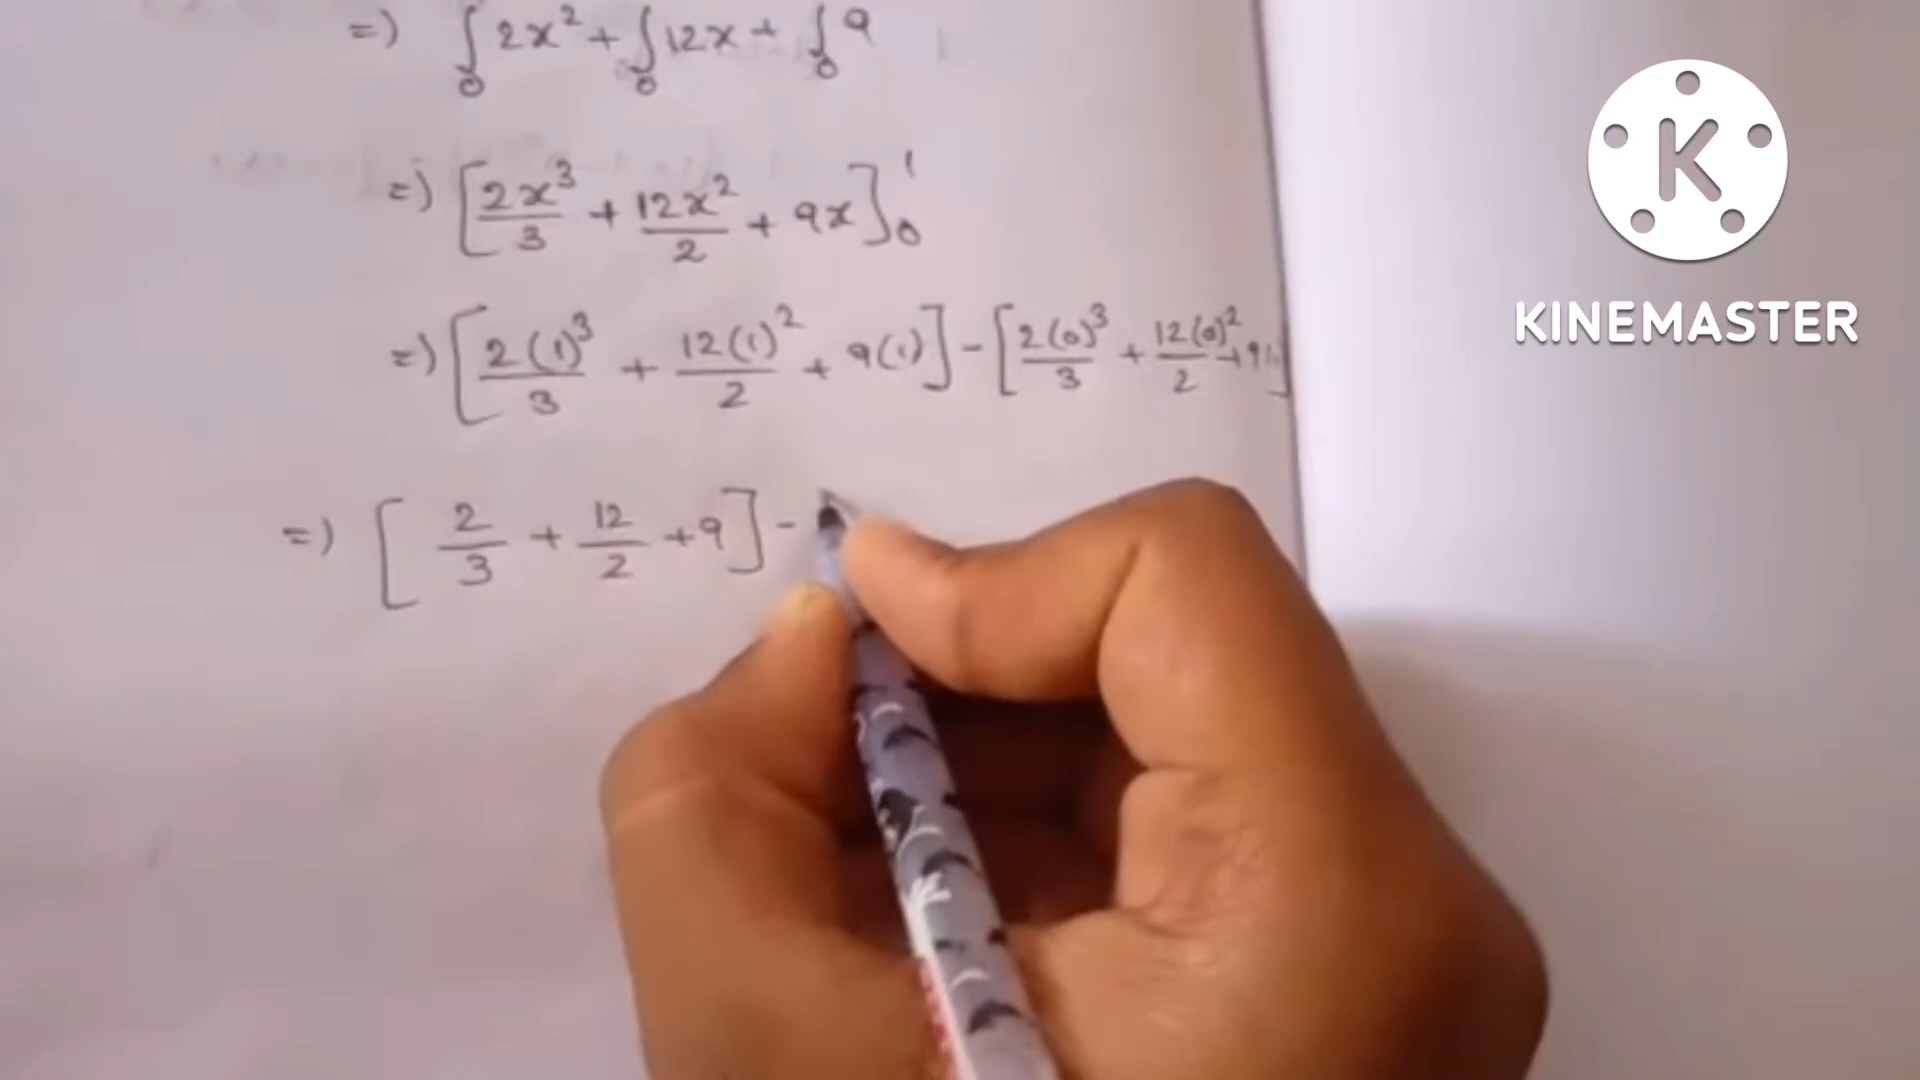 =) ∫₀ 2x² + ∫₀ 12x + ∫₀ 9
=) [2x³/3 + 12x²/2 + 9x]₀¹
=) [2(1)³/3 + 12(1)²/2 + 9(1)] - [2(0)³/3 + 12(0)²/2 + 9(
=) [2/3 + 12/2 + 9] -
K
KINEMASTER